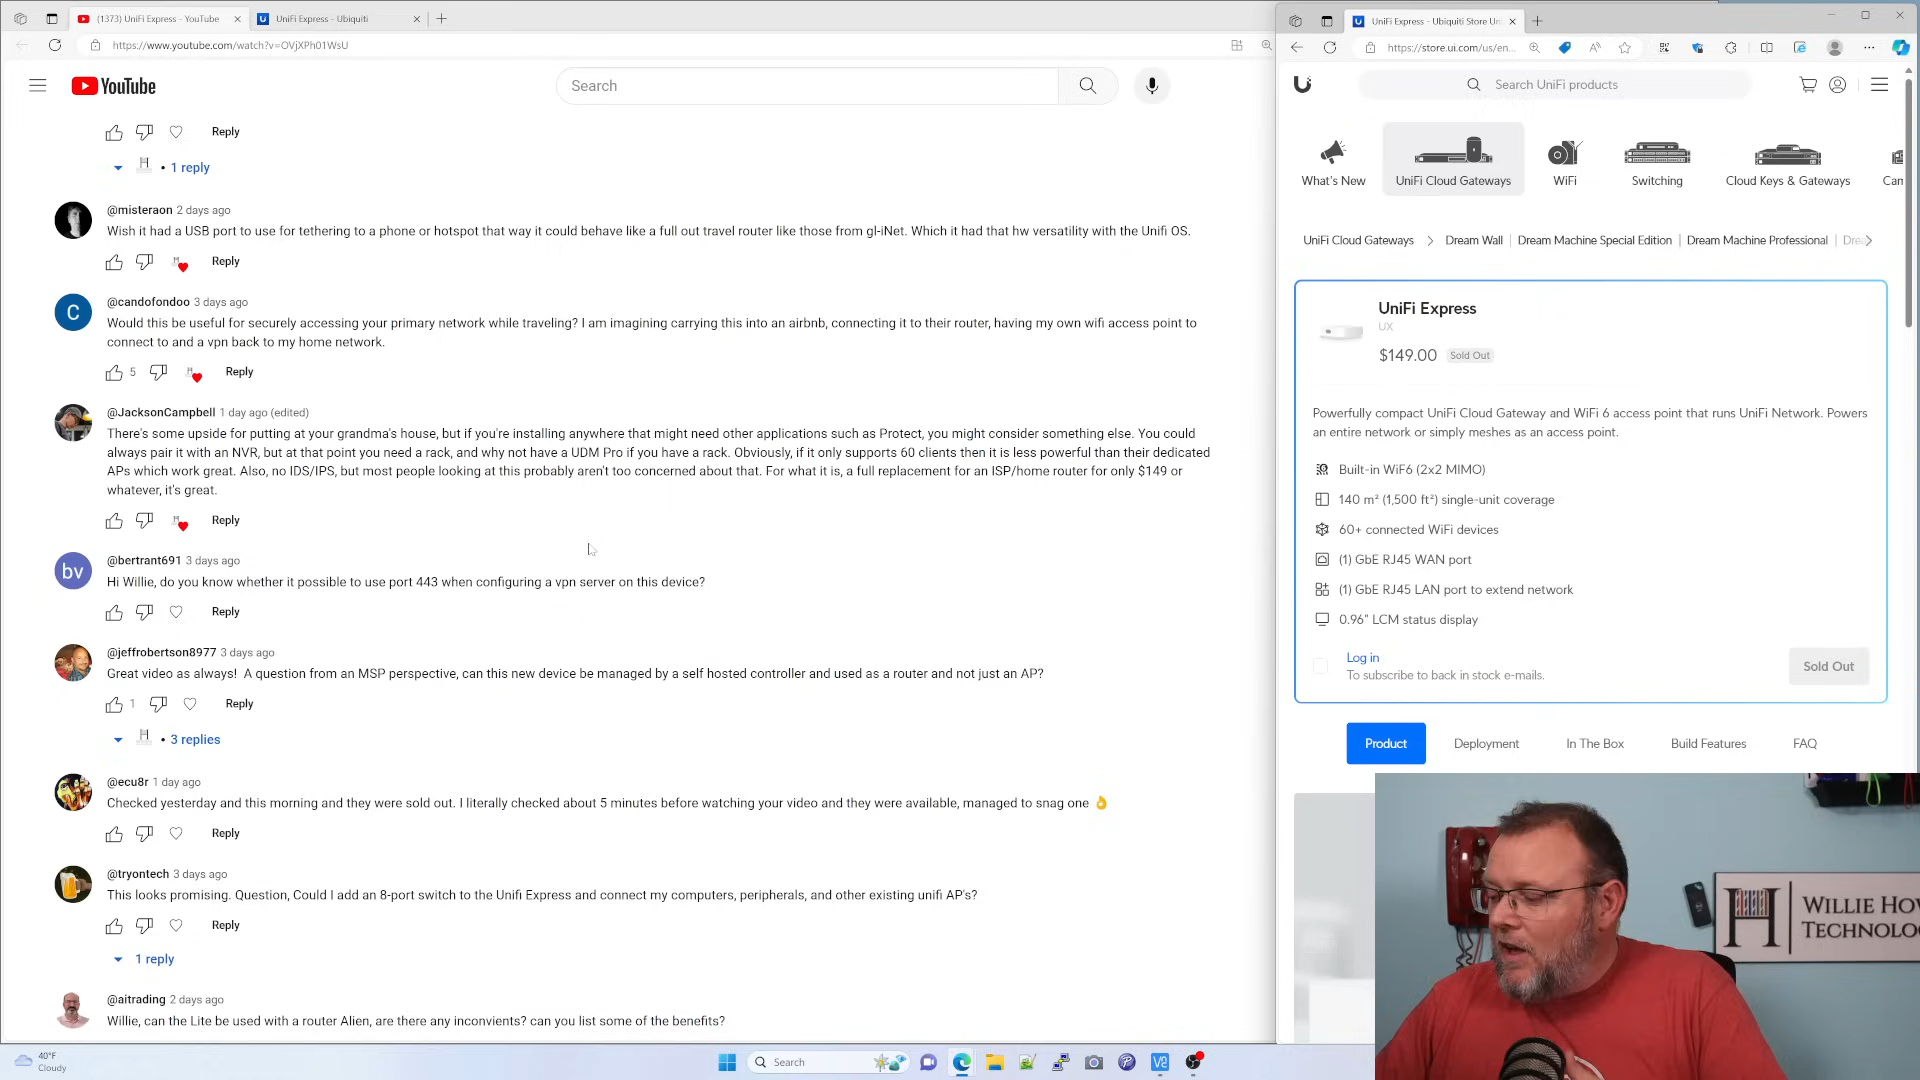 (1373) UniFi Express - YouTube
UniFi Express - Ubiquiti
https://www.youtube.com/watch?v=OVjXPh01WsU
YouTube
Search
Reply
• 1 reply
@misteraon 2 days ago
Wish it had a USB port to use for tethering to a phone or hotspot that way it could behave like a full out travel router like those from gl-iNet. Which it had that hw versatility with the Unifi OS.
Reply
C
@candofondoo 3 days ago
Would this be useful for securely accessing your primary network while traveling? I am imagining carrying this into an airbnb, connecting it to their router, having my own wifi access point to
connect to and a vpn back to my home network.
5
Reply
@JacksonCampbell 1 day ago (edited)
There's some upside for putting at your grandma's house, but if you're installing anywhere that might need other applications such as Protect, you might consider something else. You could
always pair it with an NVR, but at that point you need a rack, and why not have a UDM Pro if you have a rack. Obviously, if it only supports 60 clients then it is less powerful than their dedicated
APs which work great. Also, no IDS/IPS, but most people looking at this probably aren't too concerned about that. For what it is, a full replacement for an ISP/home router for only $149 or
whatever, it's great.
Reply
bv
@bertrant691 3 days ago
Hi Willie, do you know whether it possible to use port 443 when configuring a vpn server on this device?
Reply
@jeffrobertson8977 3 days ago
Great video as always! A question from an MSP perspective, can this new device be managed by a self hosted controller and used as a router and not just an AP?
1
Reply
• 3 replies
@ecu8r 1 day ago
Checked yesterday and this morning and they were sold out. I literally checked about 5 minutes before watching your video and they were available, managed to snag one 👌
Reply
@tryontech 3 days ago
This looks promising. Question, Could I add an 8-port switch to the Unifi Express and connect my computers, peripherals, and other existing unifi AP's?
Reply
1 reply
@aitrading 2 days ago
Willie, can the Lite be used with a router Alien, are there any inconvients? can you list some of the benefits?
UniFi Express - Ubiquiti Store Un
https://store.ui.com/us/en...
Search UniFi products
What's New
UniFi Cloud Gateways
WiFi
Switching
Cloud Keys & Gateways
Cam
UniFi Cloud Gateways
Dream Wall
Dream Machine Special Edition
Dream Machine Professional
Drea
UniFi Express
UX
$149.00
Sold Out
Powerfully compact UniFi Cloud Gateway and WiFi 6 access point that runs UniFi Network. Powers
an entire network or simply meshes as an access point.
Built-in WiF6 (2x2 MIMO)
140 m² (1,500 ft²) single-unit coverage
60+ connected WiFi devices
(1) GbE RJ45 WAN port
(1) GbE RJ45 LAN port to extend network
0.96" LCM status display
Log in
To subscribe to back in stock e-mails.
Sold Out
Product
Deployment
In The Box
Build Features
FAQ
WILLIE HOW
TECHNOLO
40°F
Cloudy
Search